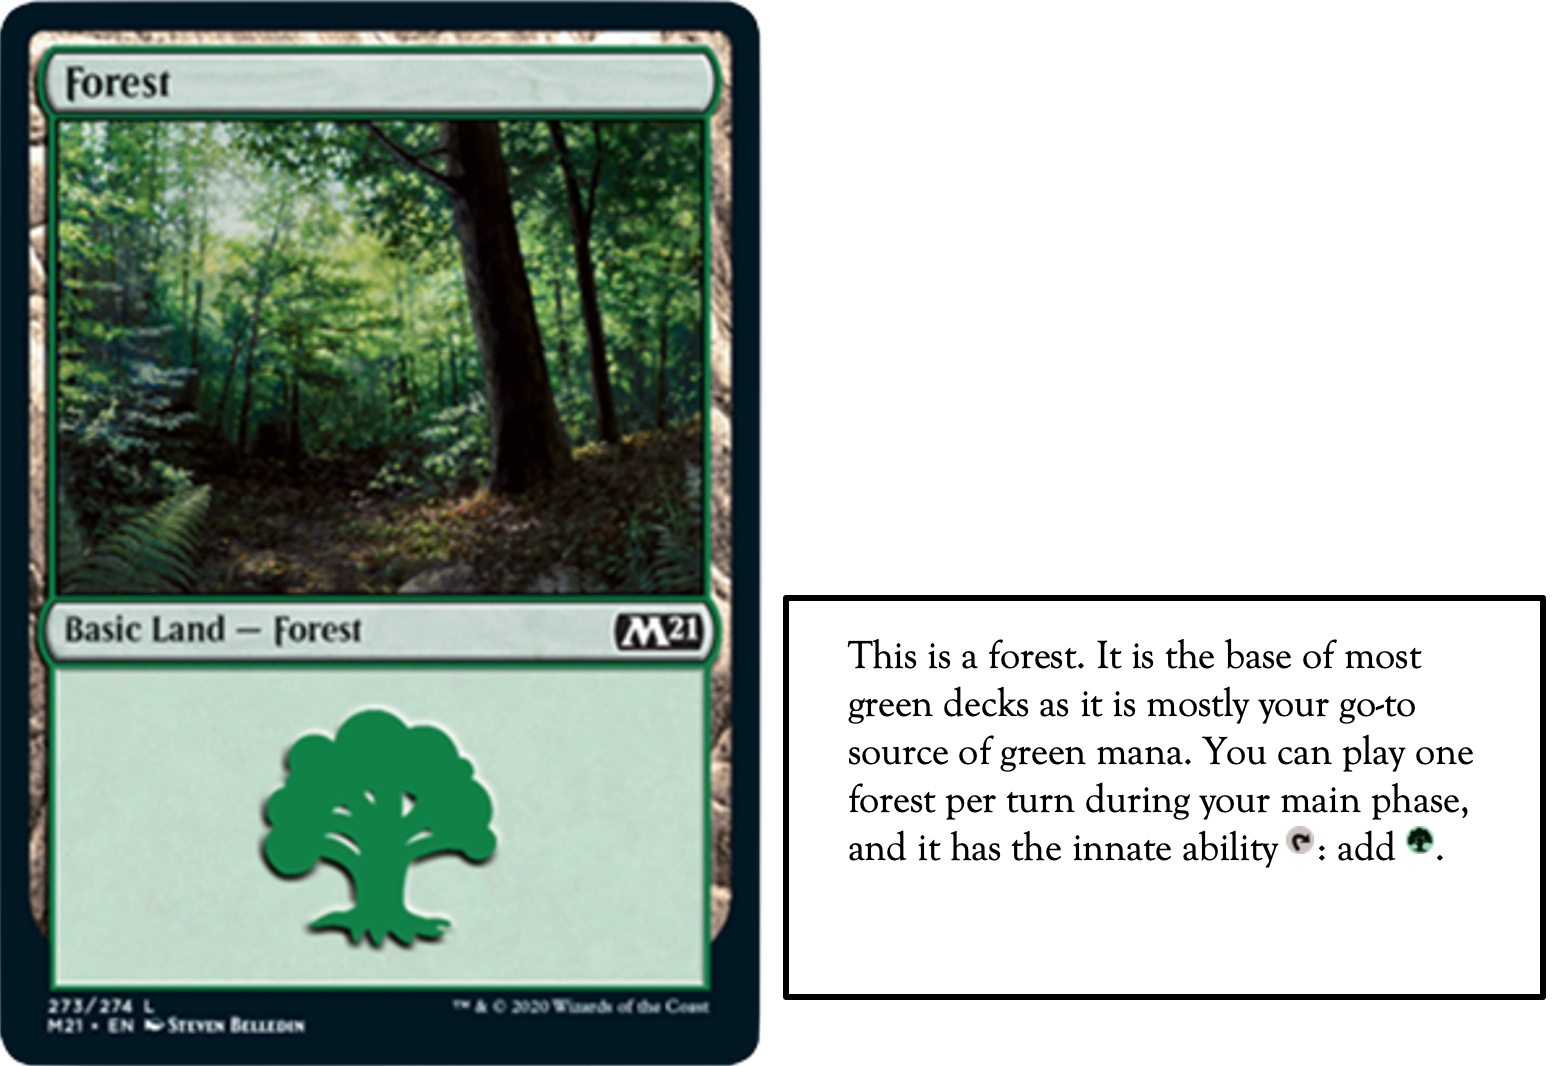 Forest
Basic Land — Forest
M21
273/274 L
M21 • EN Steven Belledin
™ & © 2020 Wizards of the Coast
This is a forest. It is the base of most
green decks as it is mostly your go-to
source of green mana. You can play one
forest per turn during your main phase,
and it has the innate ability : add .